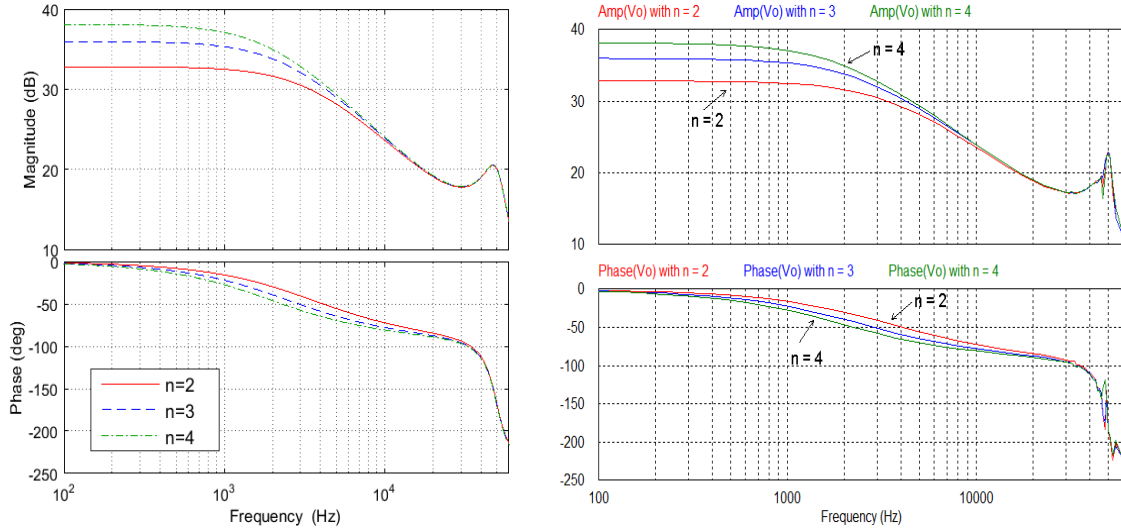 40
30
20
10
Magnitude (dB)
0
-50
-100
-150
-200
-250
Phase (deg)
n=2
n=3
n=4
10^2
10^3
10^4
Frequency (Hz)
Amp(Vo) with n = 2 Amp(Vo) with n = 3 Amp(Vo) with n = 4
40
30
20
10
n = 4
n = 2
Phase(Vo) with n = 2 Phase(Vo) with n = 3 Phase(Vo) with n = 4
0
-50
-100
-150
-200
-250
n = 2
n = 4
100 1000 10000
Frequency (Hz)